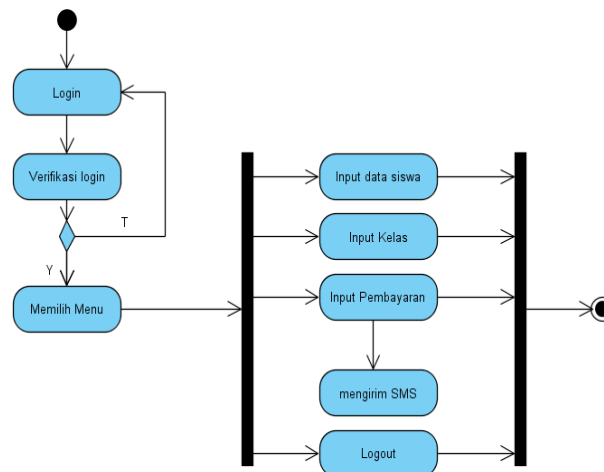 Login
Verifikasi login
T
Y
Memilih Menu
Input data siswa
Input Kelas
Input Pembayaran
mengirim SMS
Logout